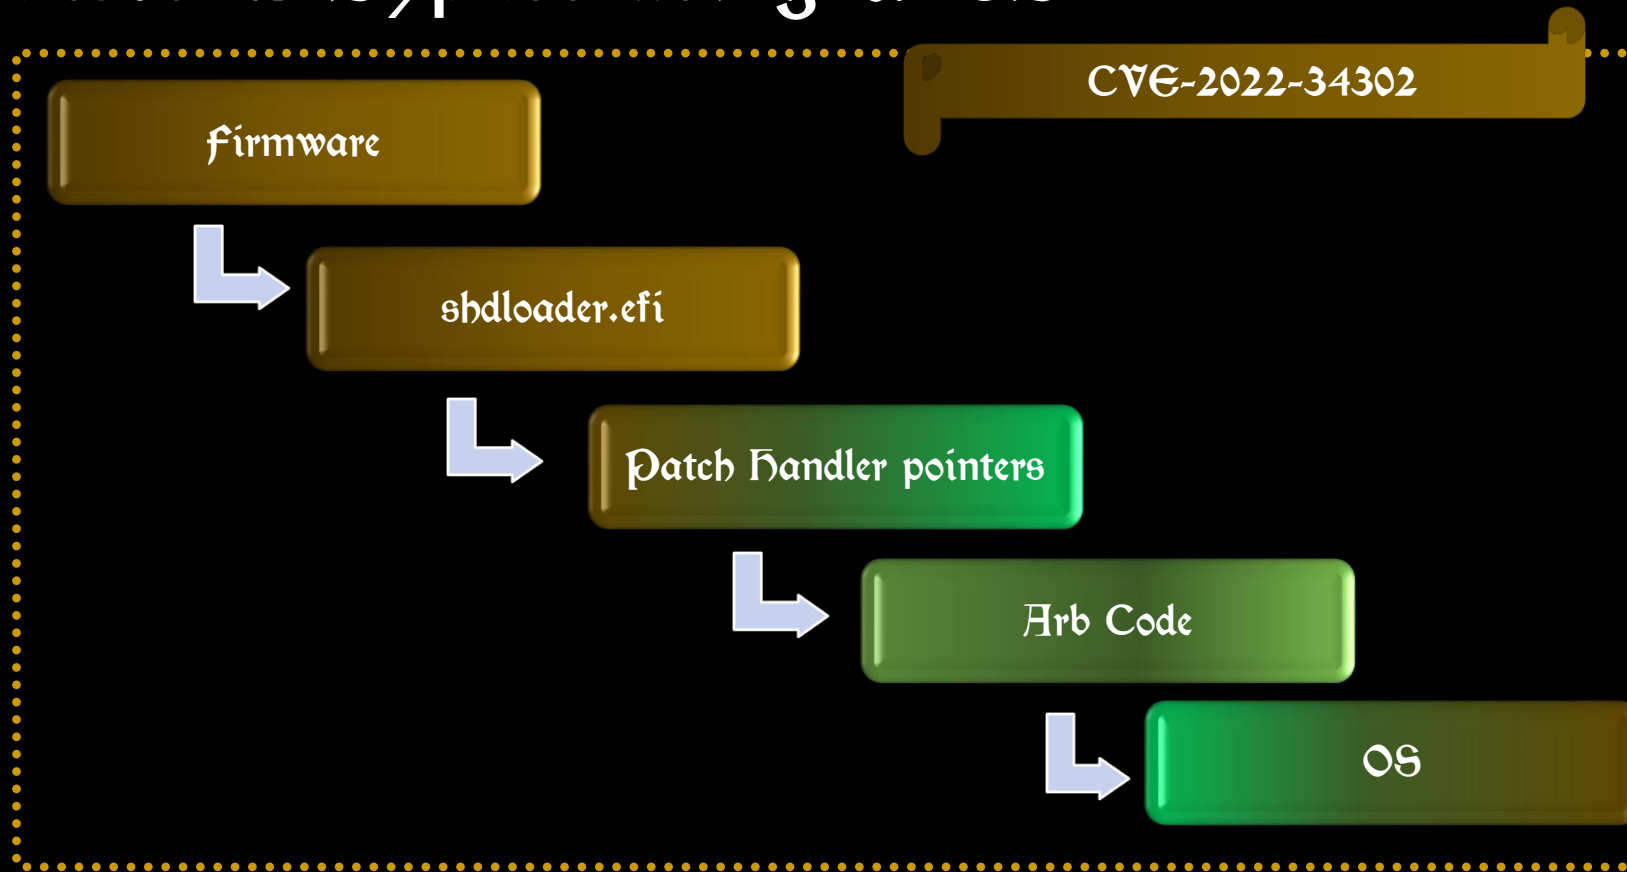 CVE-2022-34302
Firmware
shdloader.efi
Patch Handler pointers
Arb Code
OS